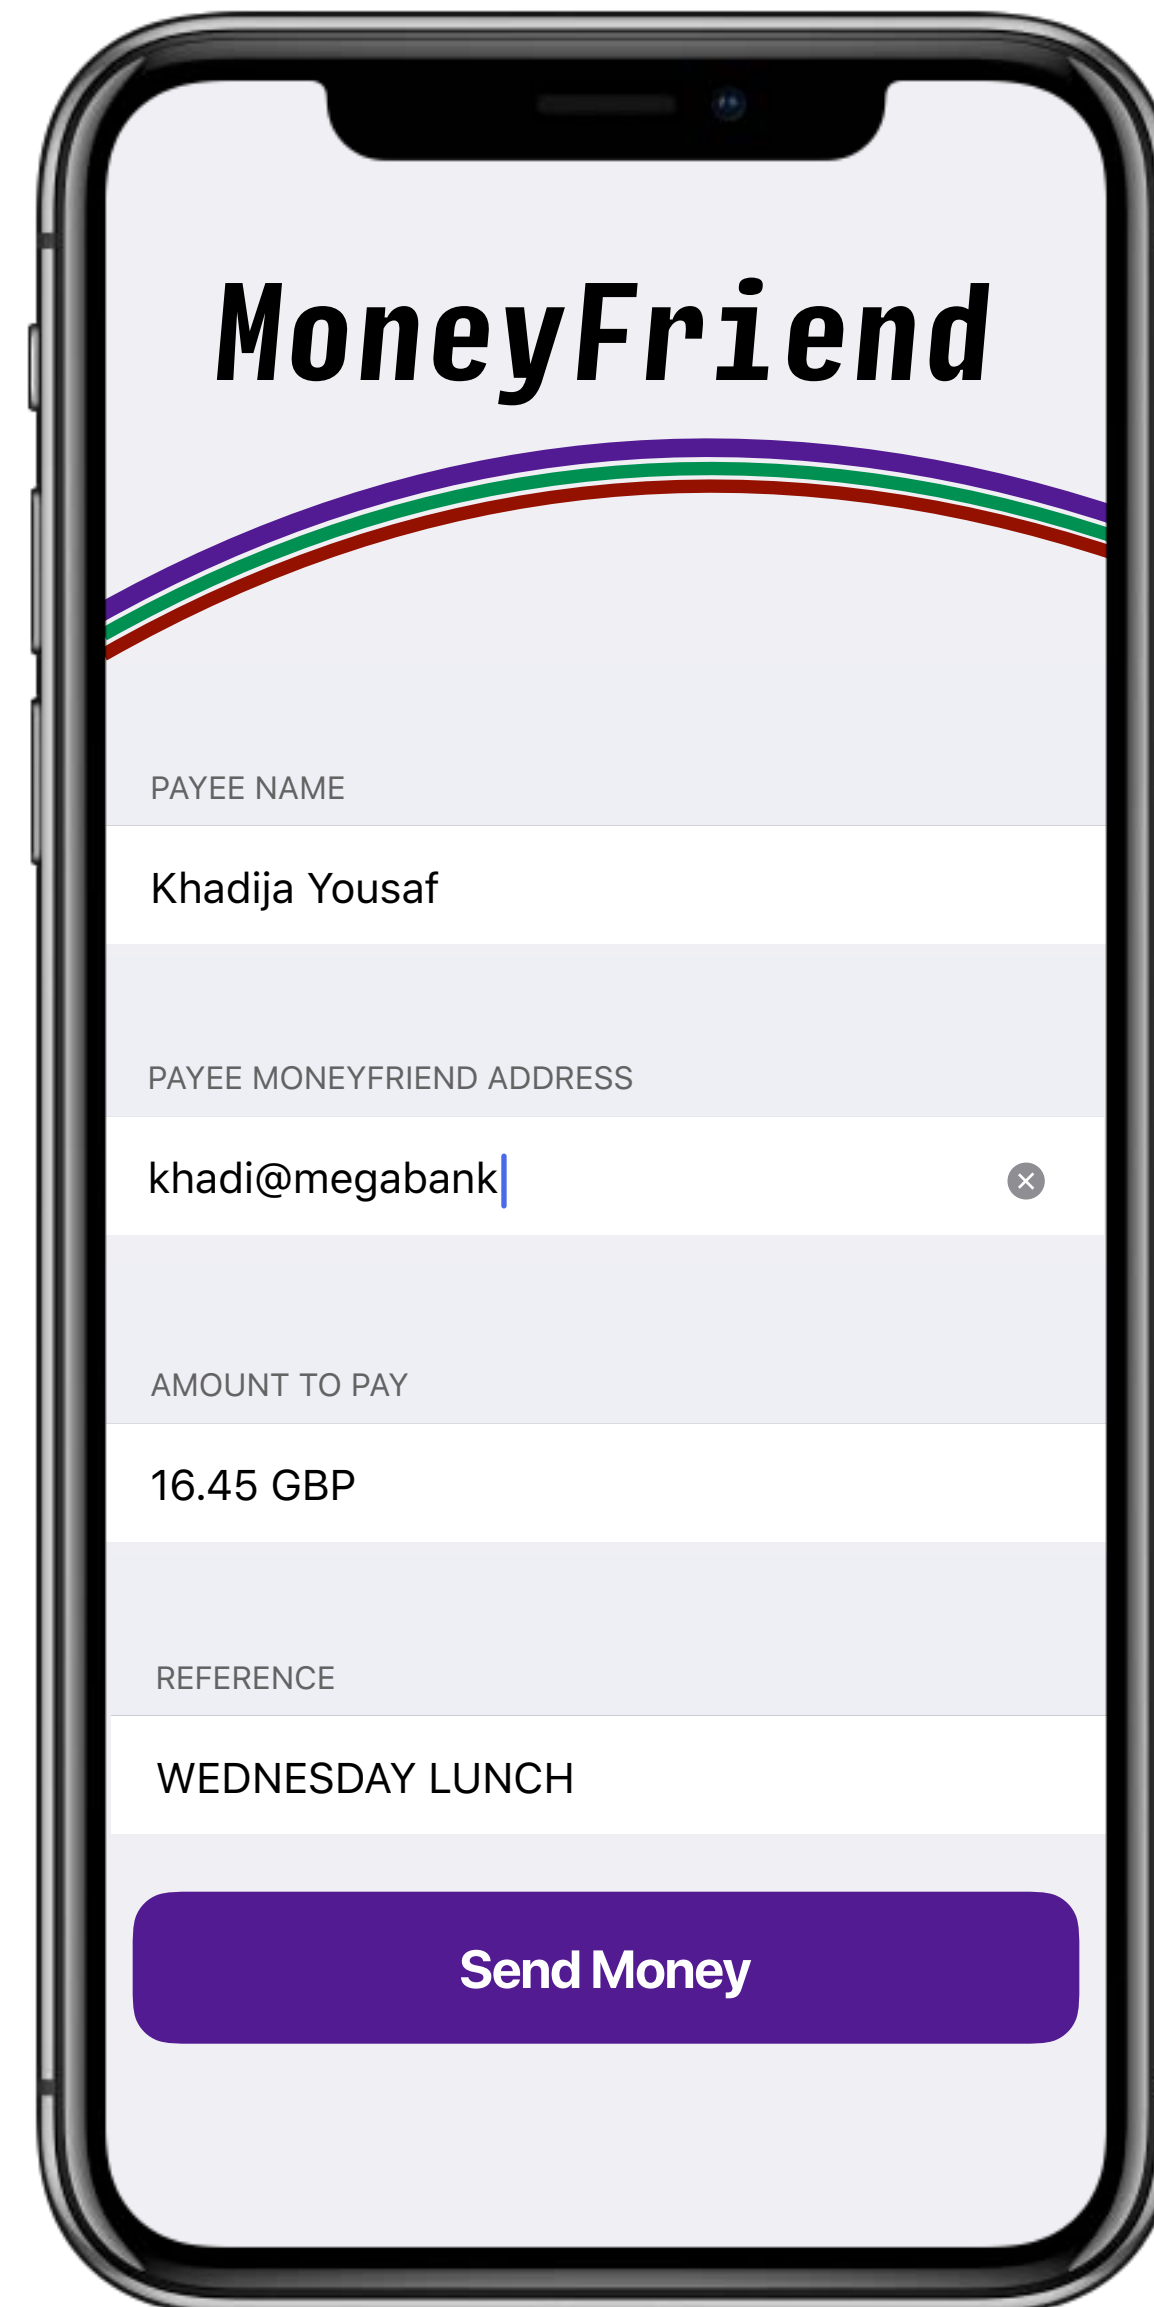 MoneyFriend
PAYEE NAME
Khadija Yousaf
PAYEE MONEYFRIEND ADDRESS
khadi@megabank
AMOUNT TO PAY
16.45 GBP
REFERENCE
WEDNESDAY LUNCH
Send Money